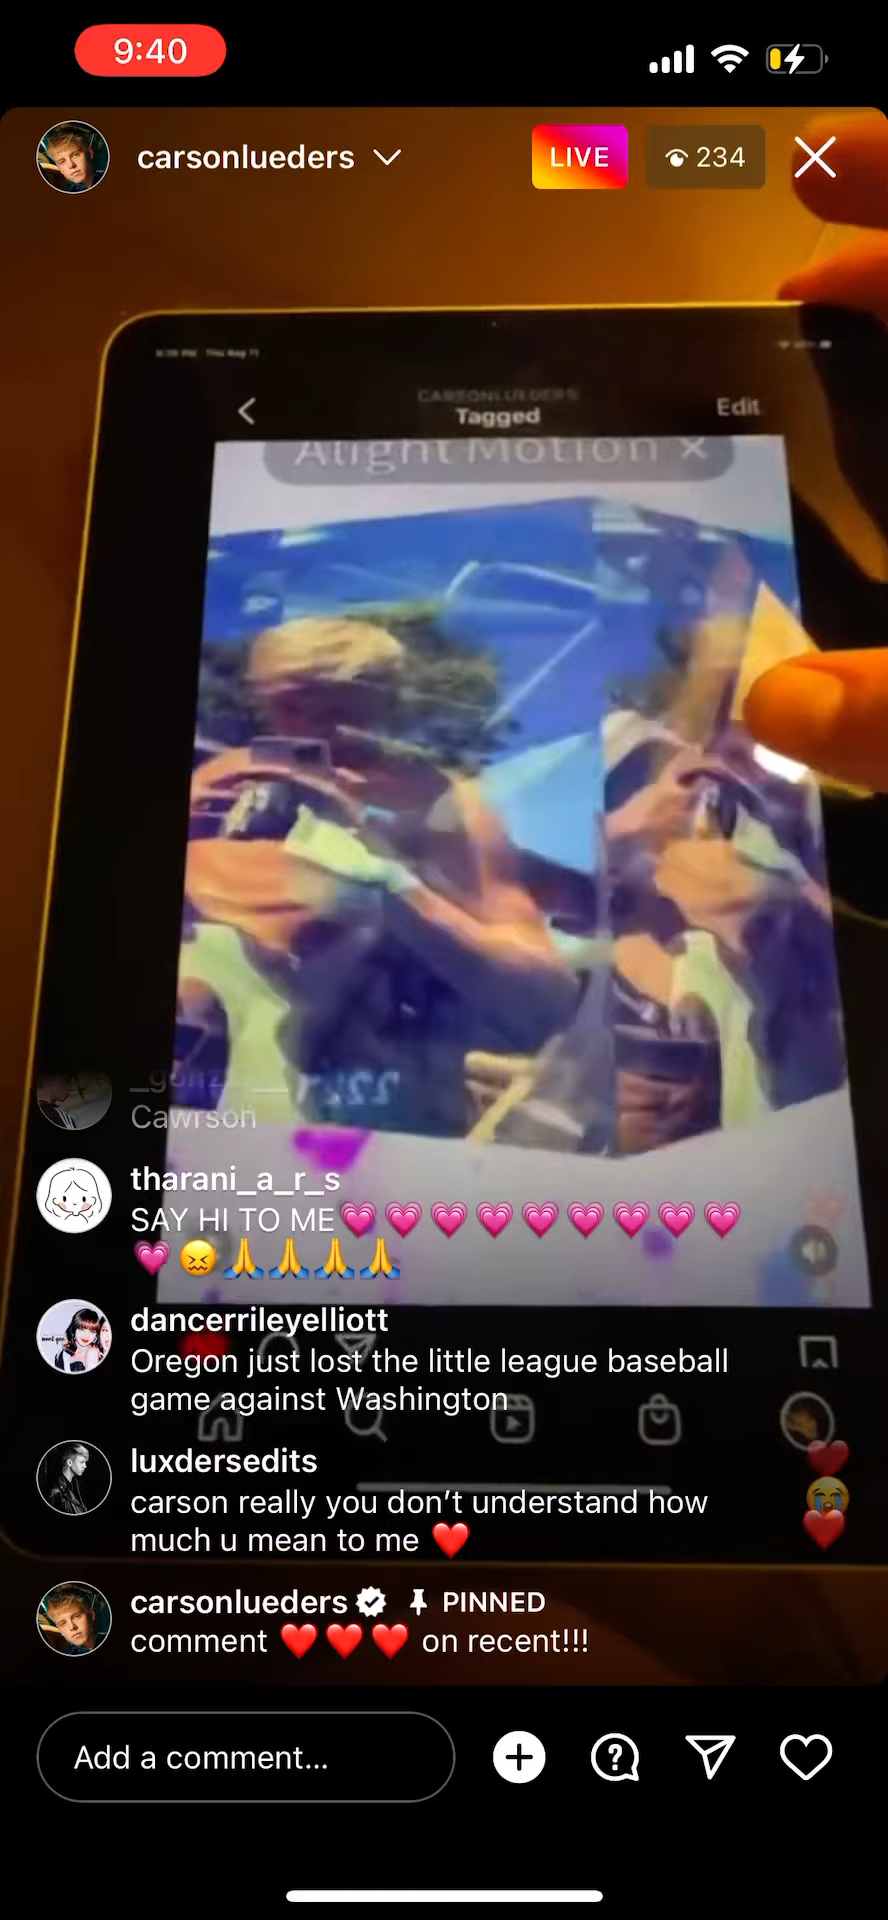 9:40
carsonlueders
LIVE
234
CARSONLUEDERS
Tagged
Edit
Alight Motion ×
Cawrson
tharani_a_r_s
SAY HI TO ME💗💗💗💗💗💗💗💗💗
💗😖🙏🙏🙏🙏
dancerrileyelliott
Oregon just lost the little league baseball
game against Washington
luxdersedits
carson really you don't understand how
much u mean to me ❤️
carsonlueders PINNED
comment ❤️❤️❤️ on recent!!!
Add a comment...